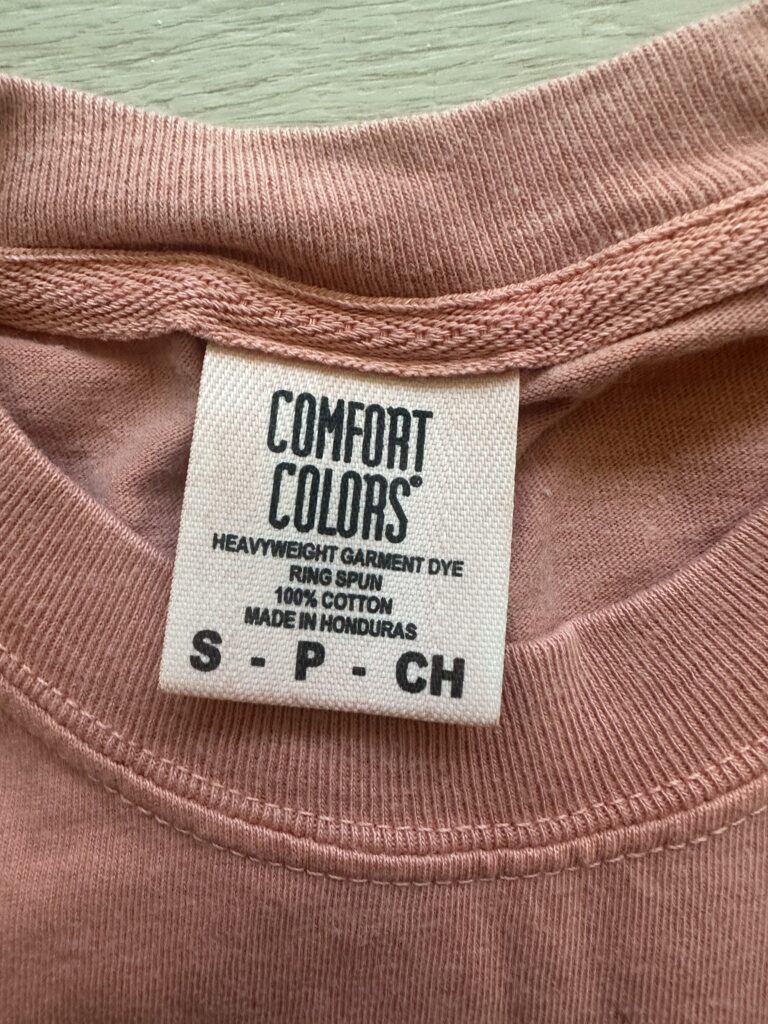 COMFORT
COLORS®
HEAVYWEIGHT GARMENT DYE
RING SPUN
100% COTTON
MADE IN HONDURAS
S - P - CH